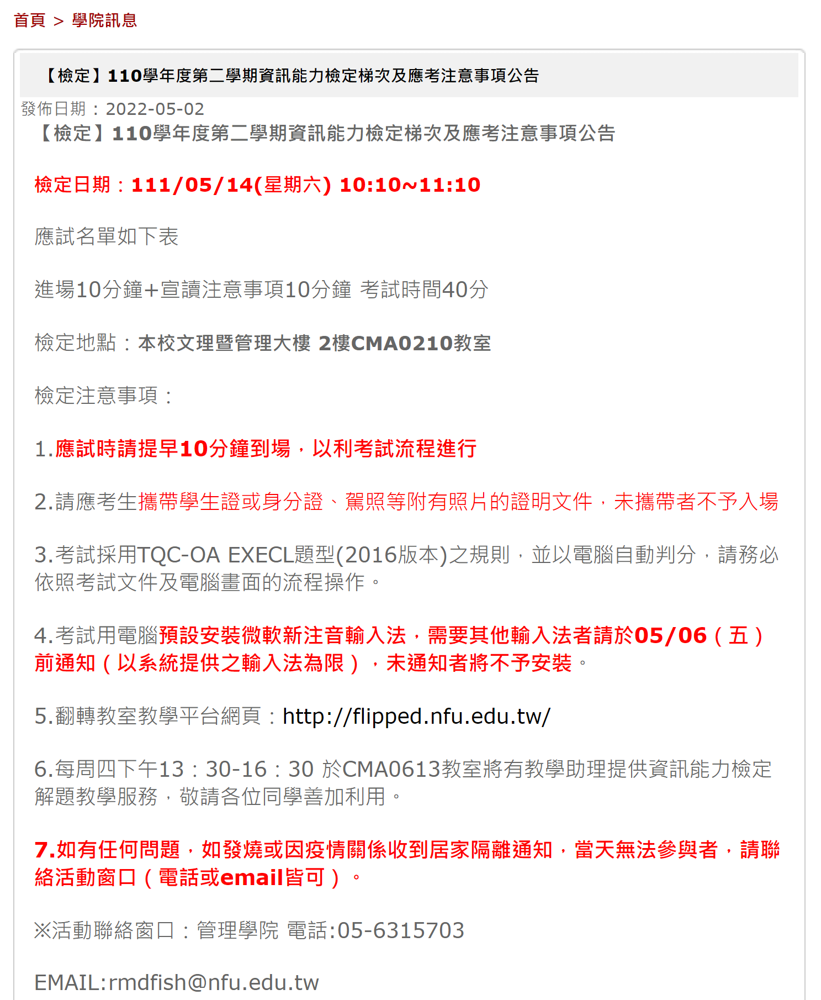 首頁 > 學院訊息
【檢定】110學年度第二學期資訊能力檢定梯次及應考注意事項公告
發佈日期：2022-05-02
【檢定】110學年度第二學期資訊能力檢定梯次及應考注意事項公告
檢定日期：111/05/14(星期六) 10:10~11:10
應試名單如下表
進場10分鐘+宣讀注意事項10分鐘 考試時間40分
檢定地點：本校文理暨管理大樓 2樓CMA0210教室
檢定注意事項：
1.應試時請提早10分鐘到場，以利考試流程進行
2.請應考生攜帶學生證或身分證、駕照等附有照片的證明文件，未攜帶者不予入場
3.考試採用TQC-OA EXECL題型(2016版本)之規則，並以電腦自動判分，請務必
依照考試文件及電腦畫面的流程操作。
4.考試用電腦預設安裝微軟新注音輸入法，需要其他輸入法者請於05/06（五）
前通知（以系統提供之輸入法為限），未通知者將不予安裝。
5.翻轉教室教學平台網頁：http://flipped.nfu.edu.tw/
6.每周四下午13：30-16：30 於CMA0613教室將有教學助理提供資訊能力檢定
解題教學服務，敬請各位同學善加利用。
7.如有任何問題，如發燒或因疫情關係收到居家隔離通知，當天無法參與者，請聯
絡活動窗口（電話或email皆可）。
※活動聯絡窗口：管理學院 電話:05-6315703
EMAIL:rmdfish@nfu.edu.tw